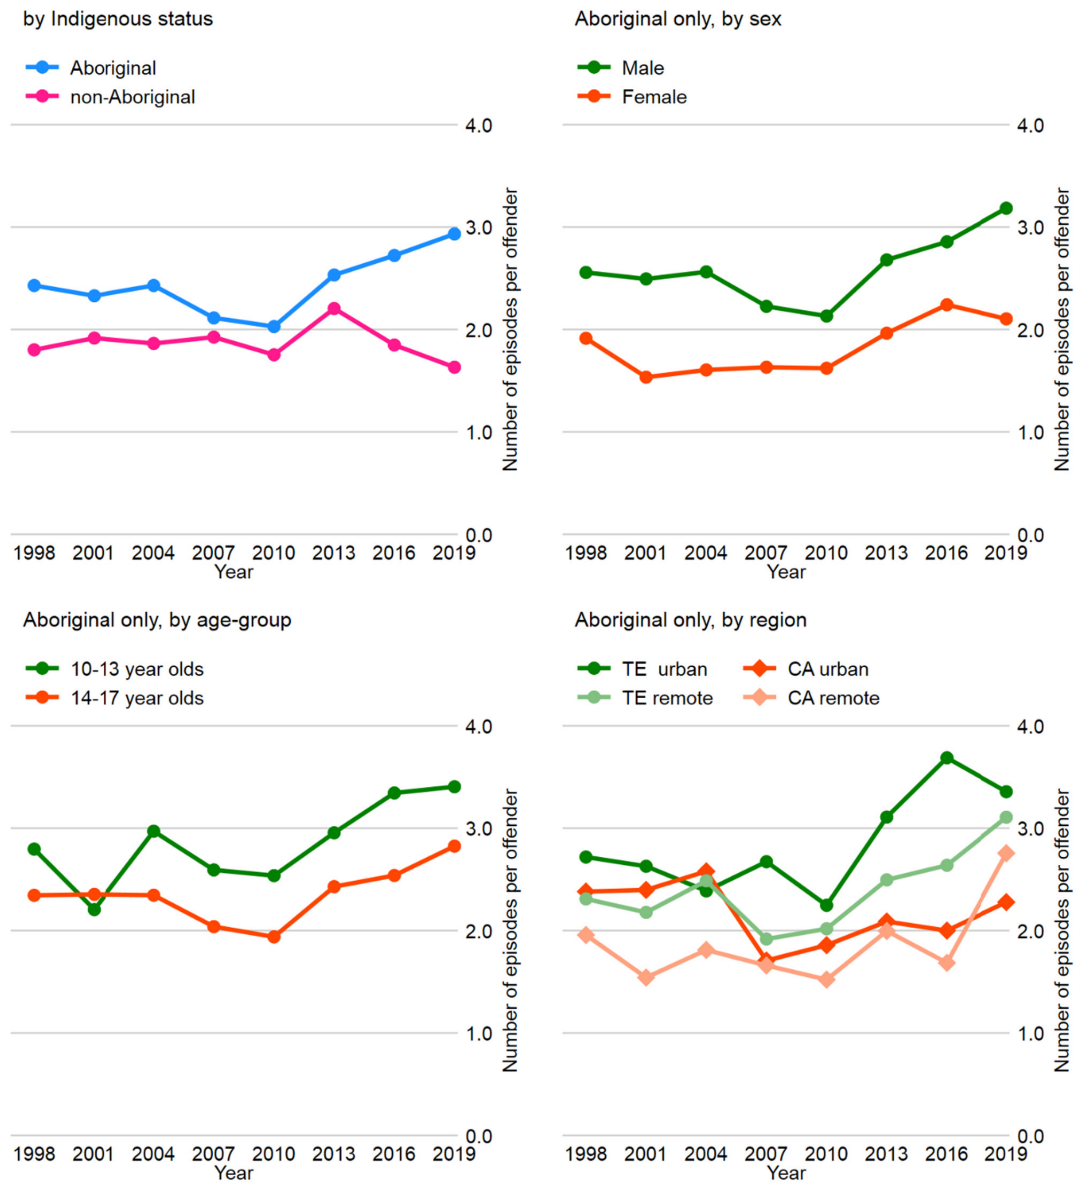 by Indigenous status
Aboriginal
non-Aboriginal
4.0
3.0
2.0
1.0
0.0
Number of episodes per offender
1998 2001 2004 2007 2010 2013 2016 2019
Year
Aboriginal only, by sex
Male
Female
4.0
3.0
2.0
1.0
0.0
Number of episodes per offender
1998 2001 2004 2007 2010 2013 2016 2019
Year
Aboriginal only, by age-group
10-13 year olds
14-17 year olds
4.0
3.0
2.0
1.0
0.0
Number of episodes per offender
1998 2001 2004 2007 2010 2013 2016 2019
Year
Aboriginal only, by region
TE urban CA urban
TE remote CA remote
4.0
3.0
2.0
1.0
0.0
Number of episodes per offender
1998 2001 2004 2007 2010 2013 2016 2019
Year